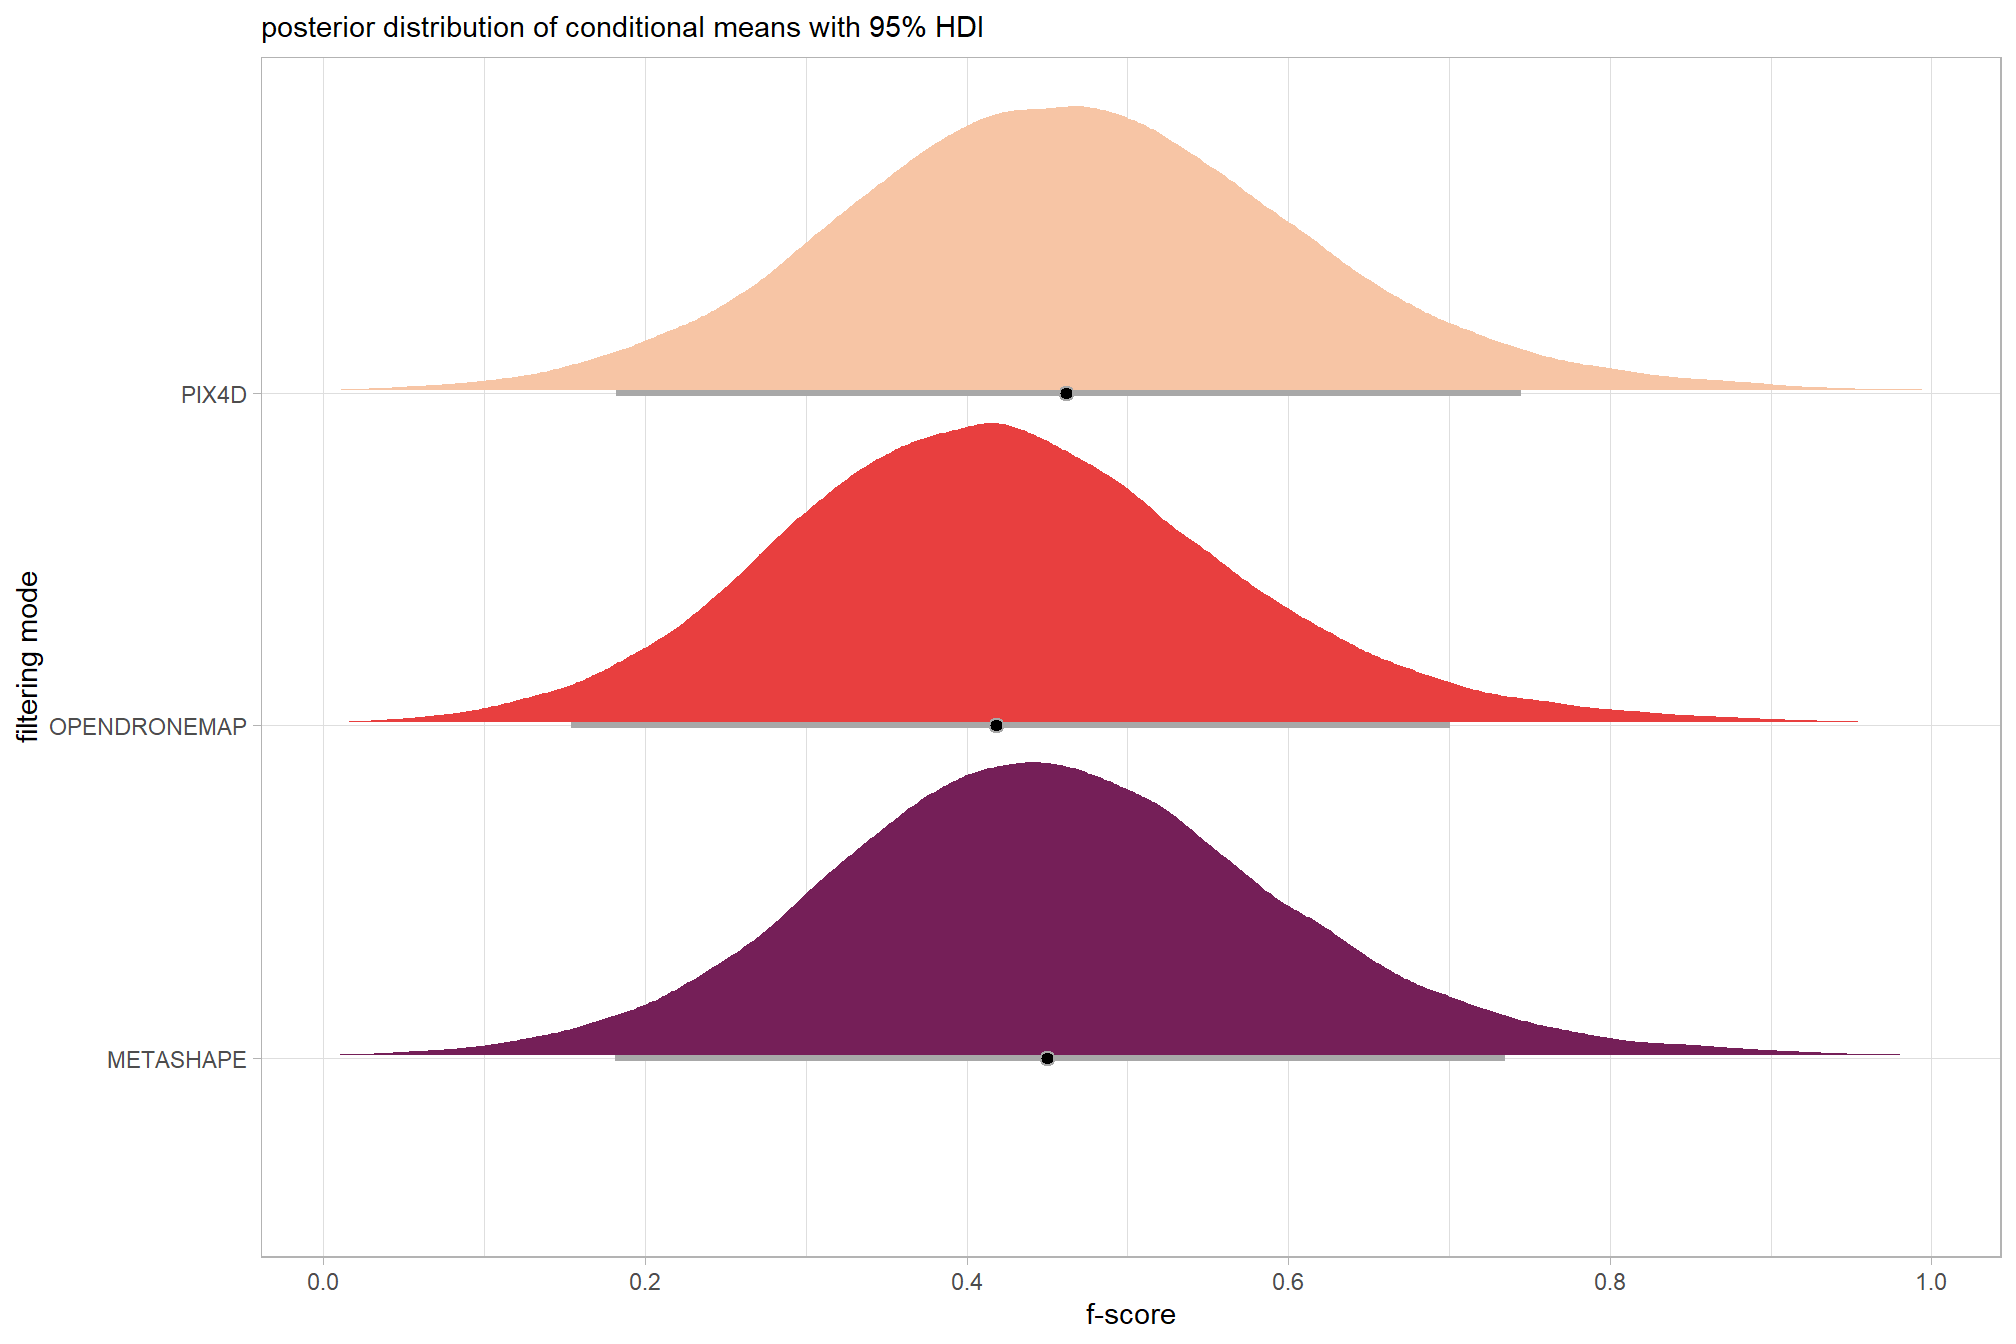 posterior distribution of conditional means with 95% HDI
filtering mode
PIX4D
OPENDRONEMAP
METASHAPE
0.0 0.2 0.4 0.6 0.8 1.0
f-score